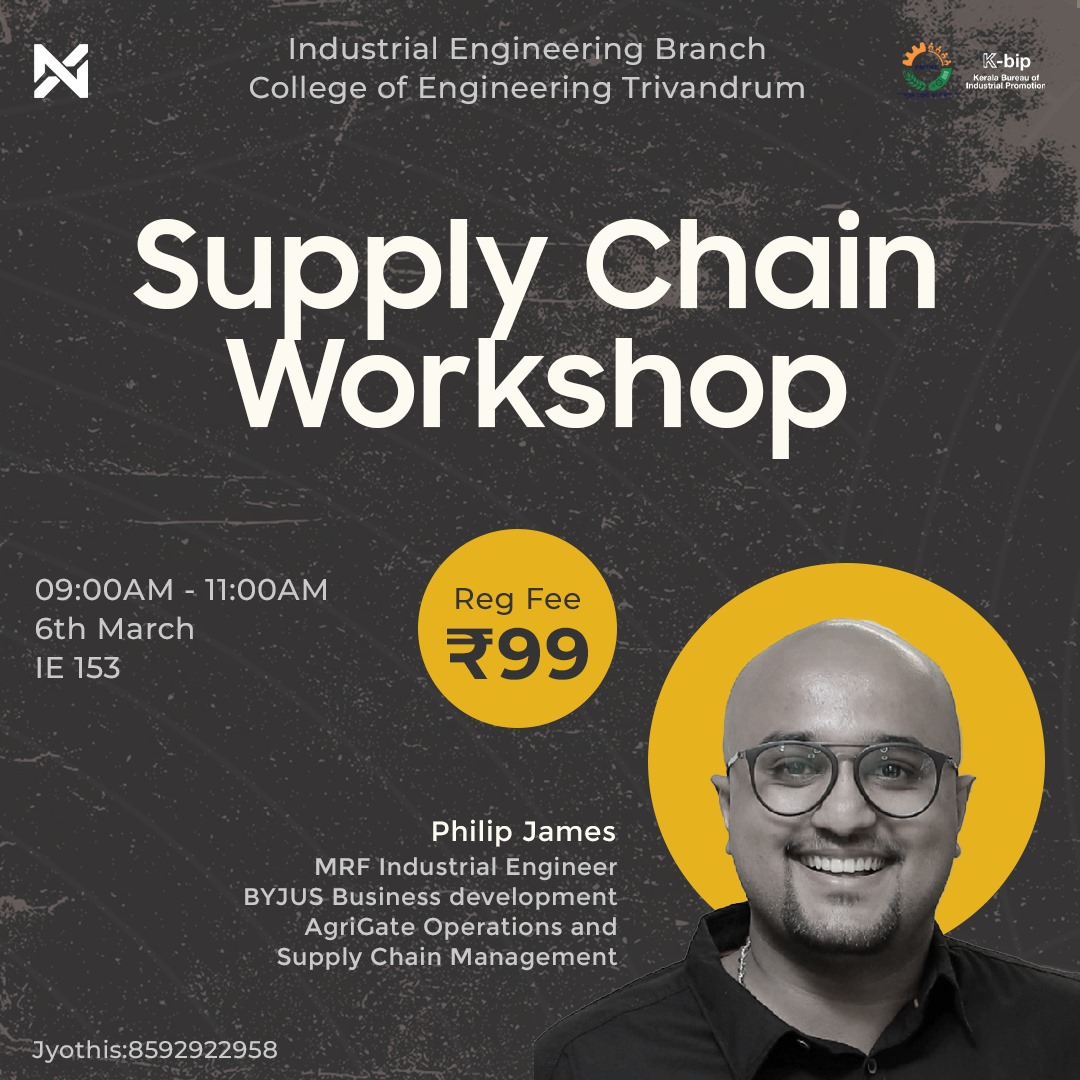 Industrial Engineering Branch
College of Engineering Trivandrum
K-bip
Kerala Bureau of
Industrial Promotion
Supply Chain
Workshop
09:00AM - 11:00AM
6th March
IE 153
Reg Fee
₹99
Philip James
MRF Industrial Engineer
BYJUS Business development
AgriGate Operations and
Supply Chain Management
Jyothis:8592922958